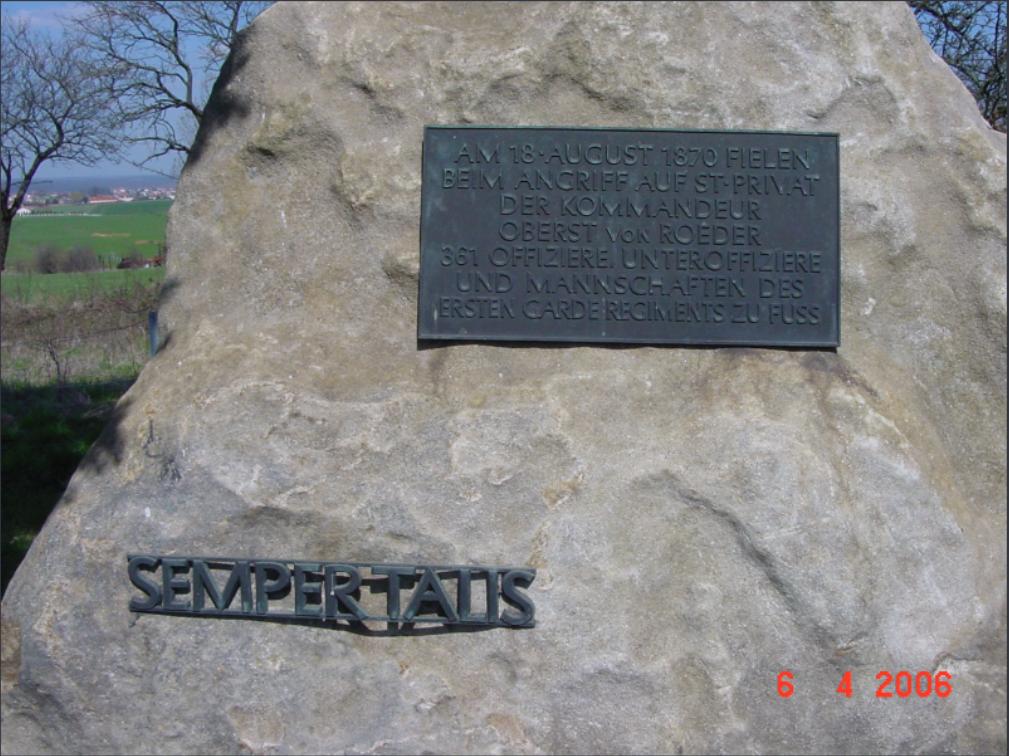 AM 18·AUGUST 1870 FIELEN
BEIM ANGRIFF AUF ST·PRIVAT
DER KOMMANDEUR
OBERST VON ROEDER
361 OFFIZIERE, UNTEROFFIZIERE
UND MANNSCHAFTEN DES
ERSTEN GARDE REGIMENTS ZU FUSS
SEMPER TALIS
6 4 2006